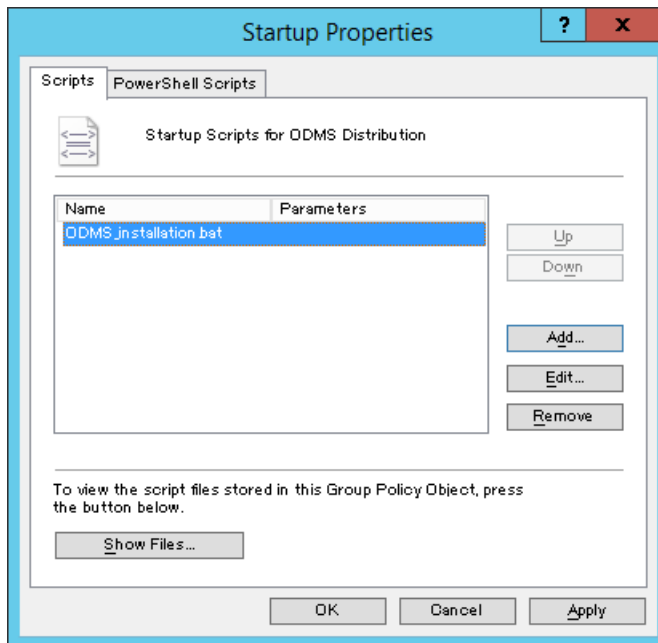 Startup Properties
?
x
Scripts
PowerShell Scripts
<-->
<-->
Startup Scripts for ODMS Distribution
Name Parameters
ODMS_installation.bat
Up
Down
Add...
Edit...
Remove
To view the script files stored in this Group Policy Object, press
the button below.
Show Files...
OK Cancel Apply